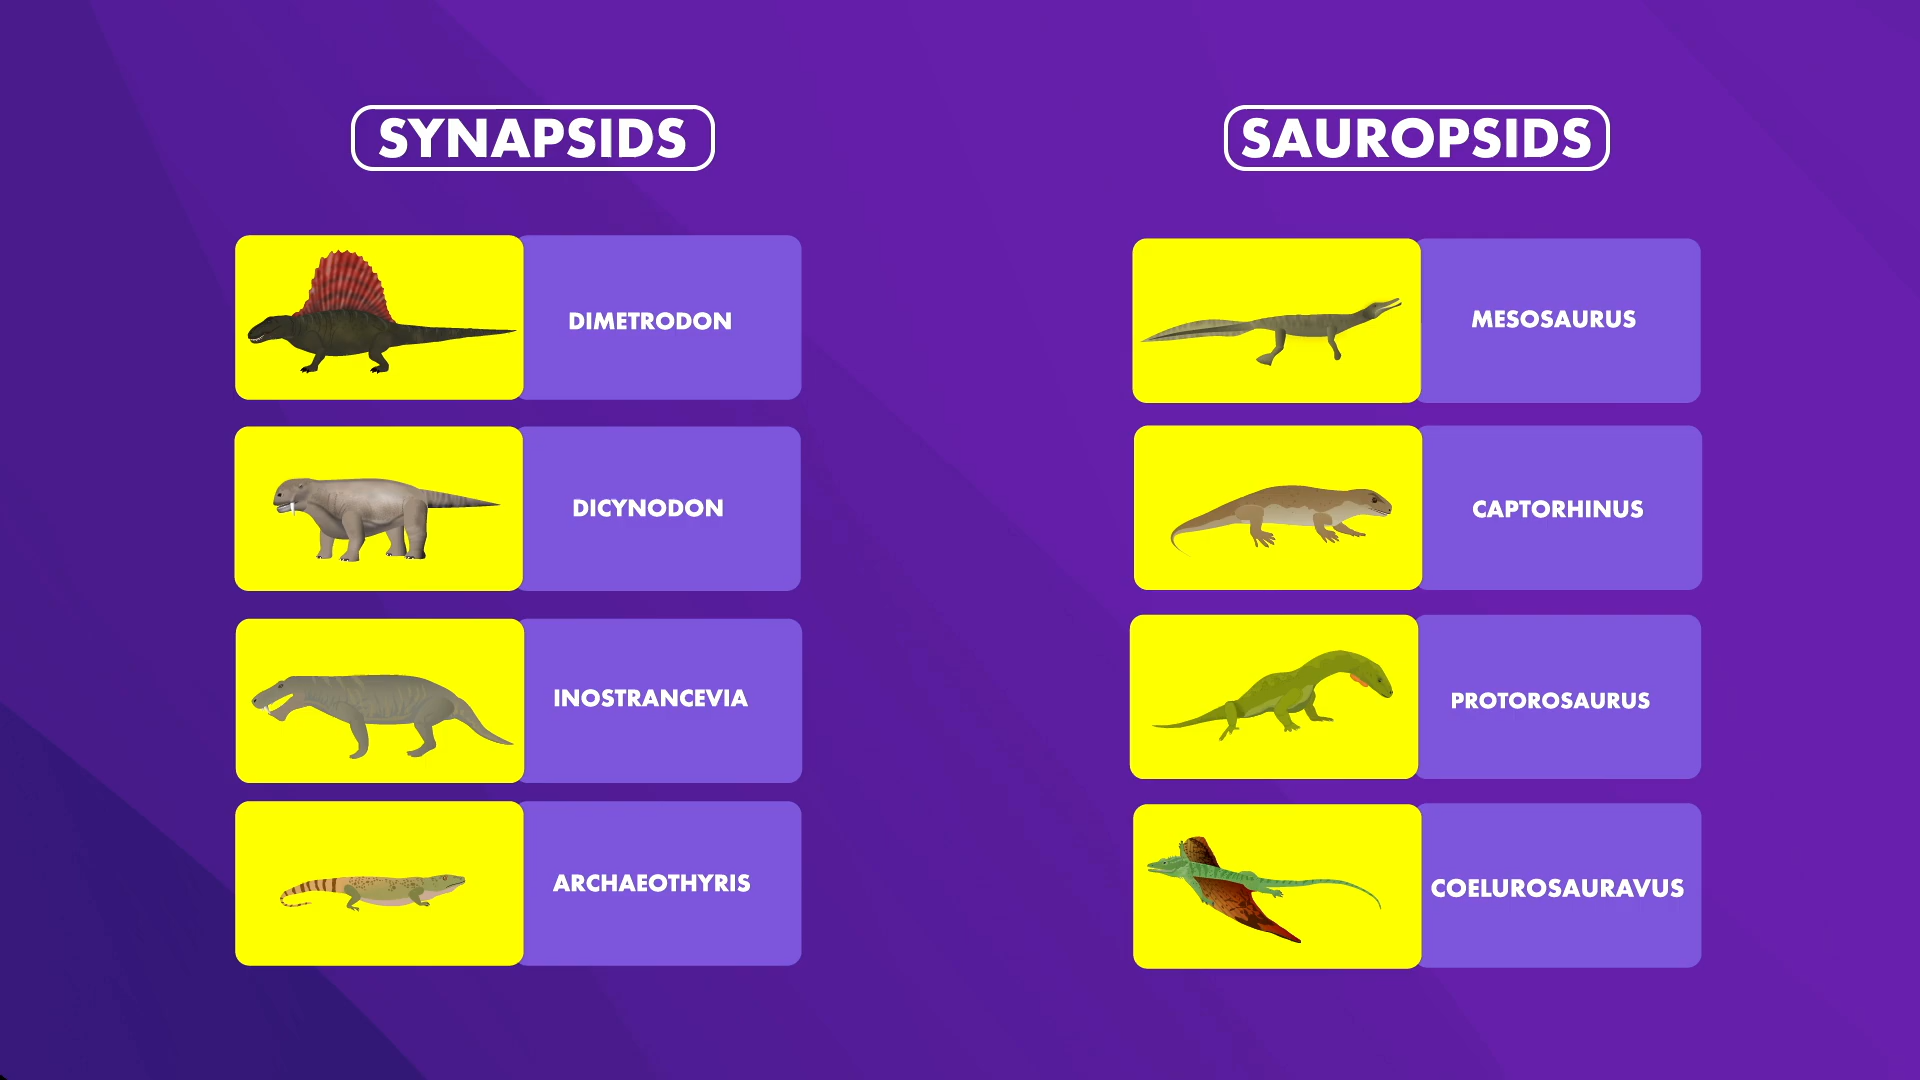 SYNAPSIDS
DIMETRODON
DICYNODON
INOSTRANCEVIA
ARCHAEOTHYRIS
SAUROPSIDS
MESOSAURUS
CAPTORHINUS
PROTOROSAURUS
COELUROSAURAVUS